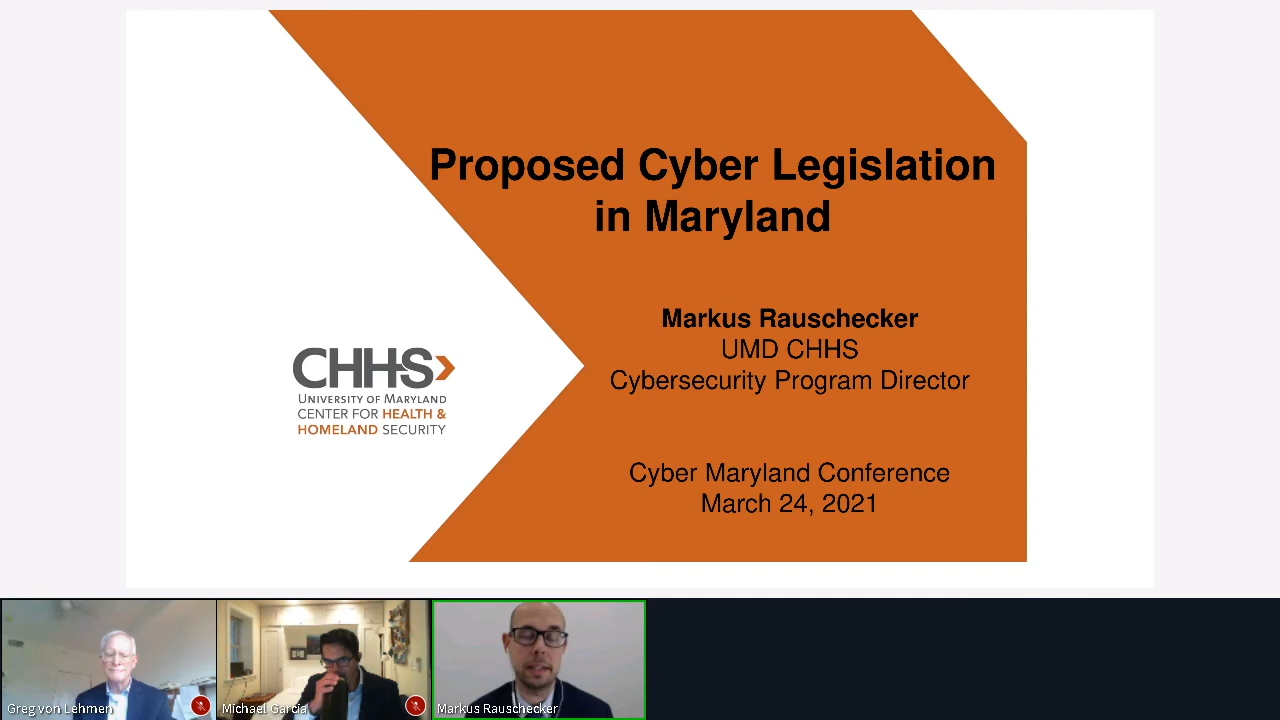 Proposed Cyber Legislation
in Maryland
Markus Rauschecker
UMD CHHS
Cybersecurity Program Director
CHHS
UNIVERSITY OF MARYLAND
CENTER FOR HEALTH &
HOMELAND SECURITY
Cyber Maryland Conference
March 24, 2021
Greg von Lehmen
Michael Garcia
Markus Rauschecker